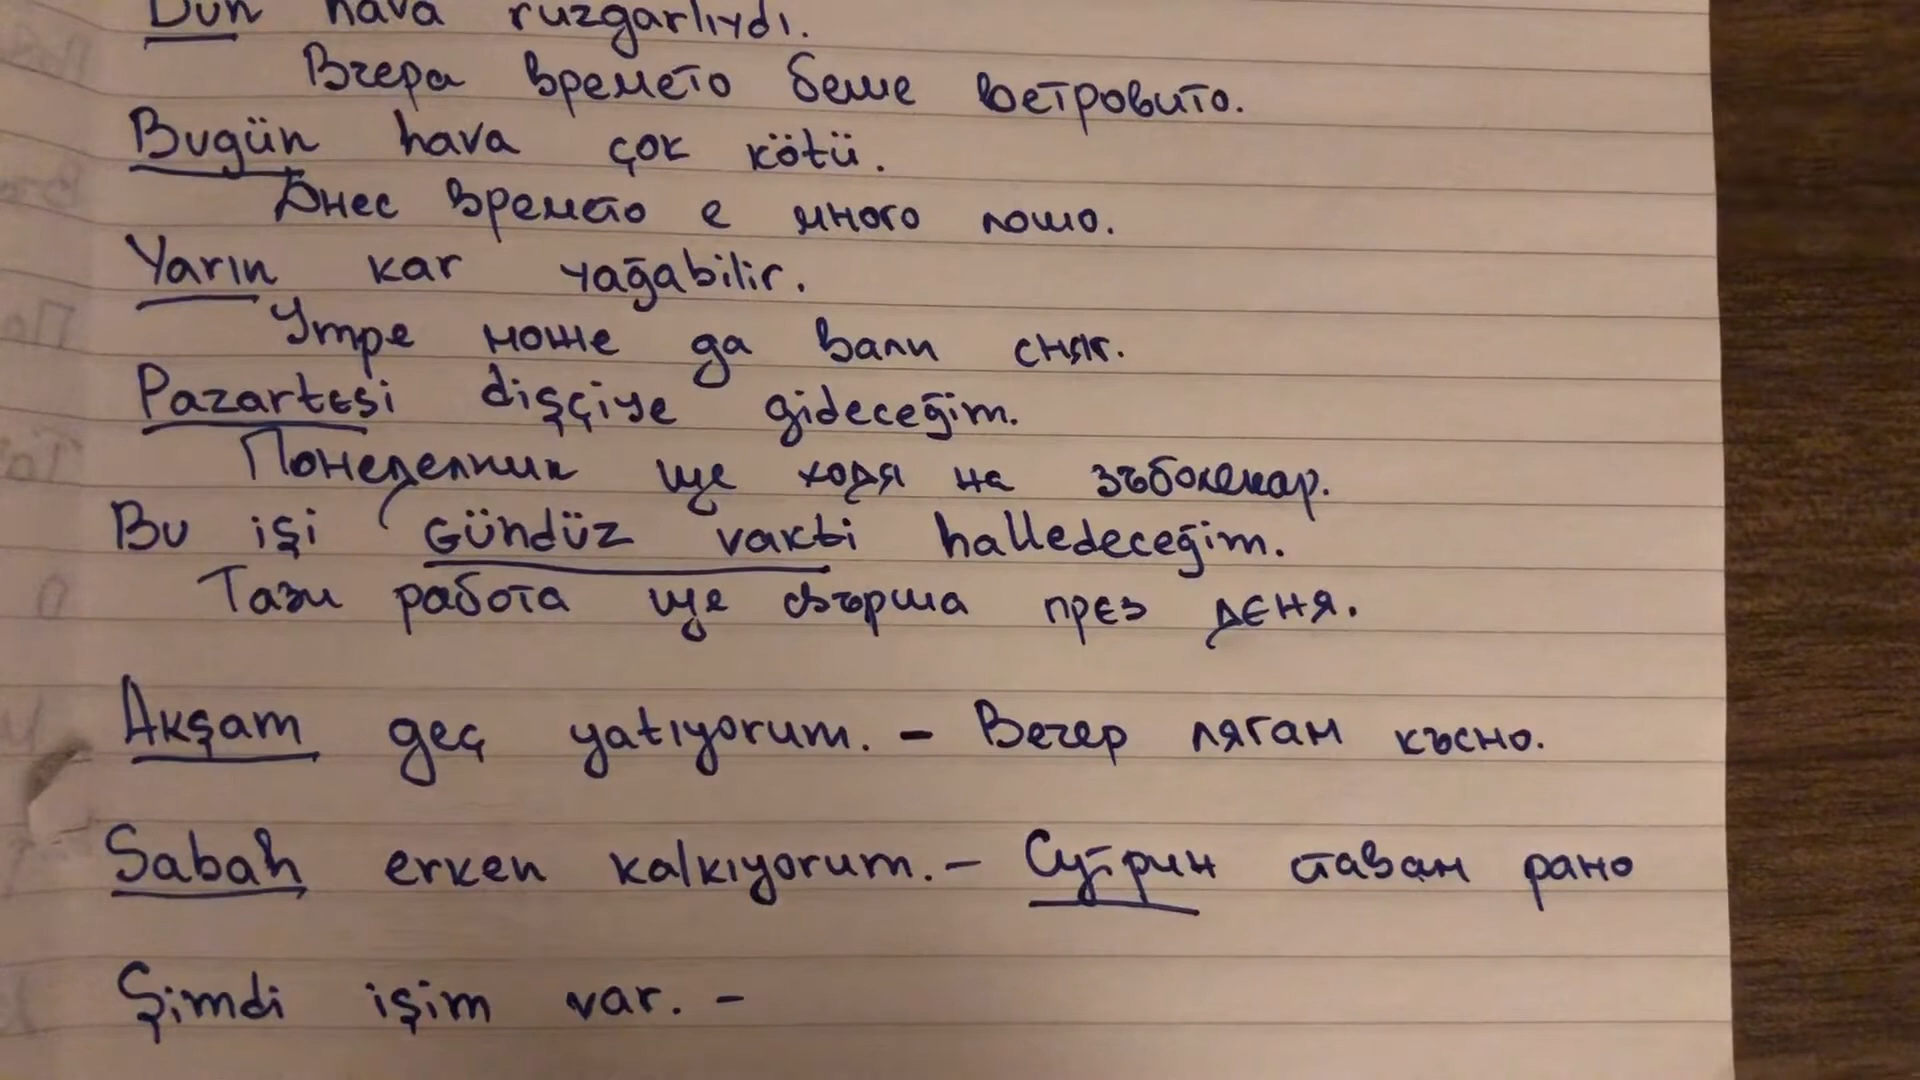 Dün hava ruzgarlıydı.
Вчера времето беше ветровито.
Bugün hava çok kötü.
Днес времето е много лошо.
Yarın kar yağabilir.
Утре може да вали сняг.
Pazartesi dişçiye gideceğim.
Понеделник ще ходя на зъболекар.
Bu işi Gündüz vakti halledeceğim.
Тази работа ще свърша през деня.
Akşam geç yatıyorum. - Вечер лягам късно.
Sabah erken kalkıyorum. - Сутрин ставам рано
Şimdi işim var. -